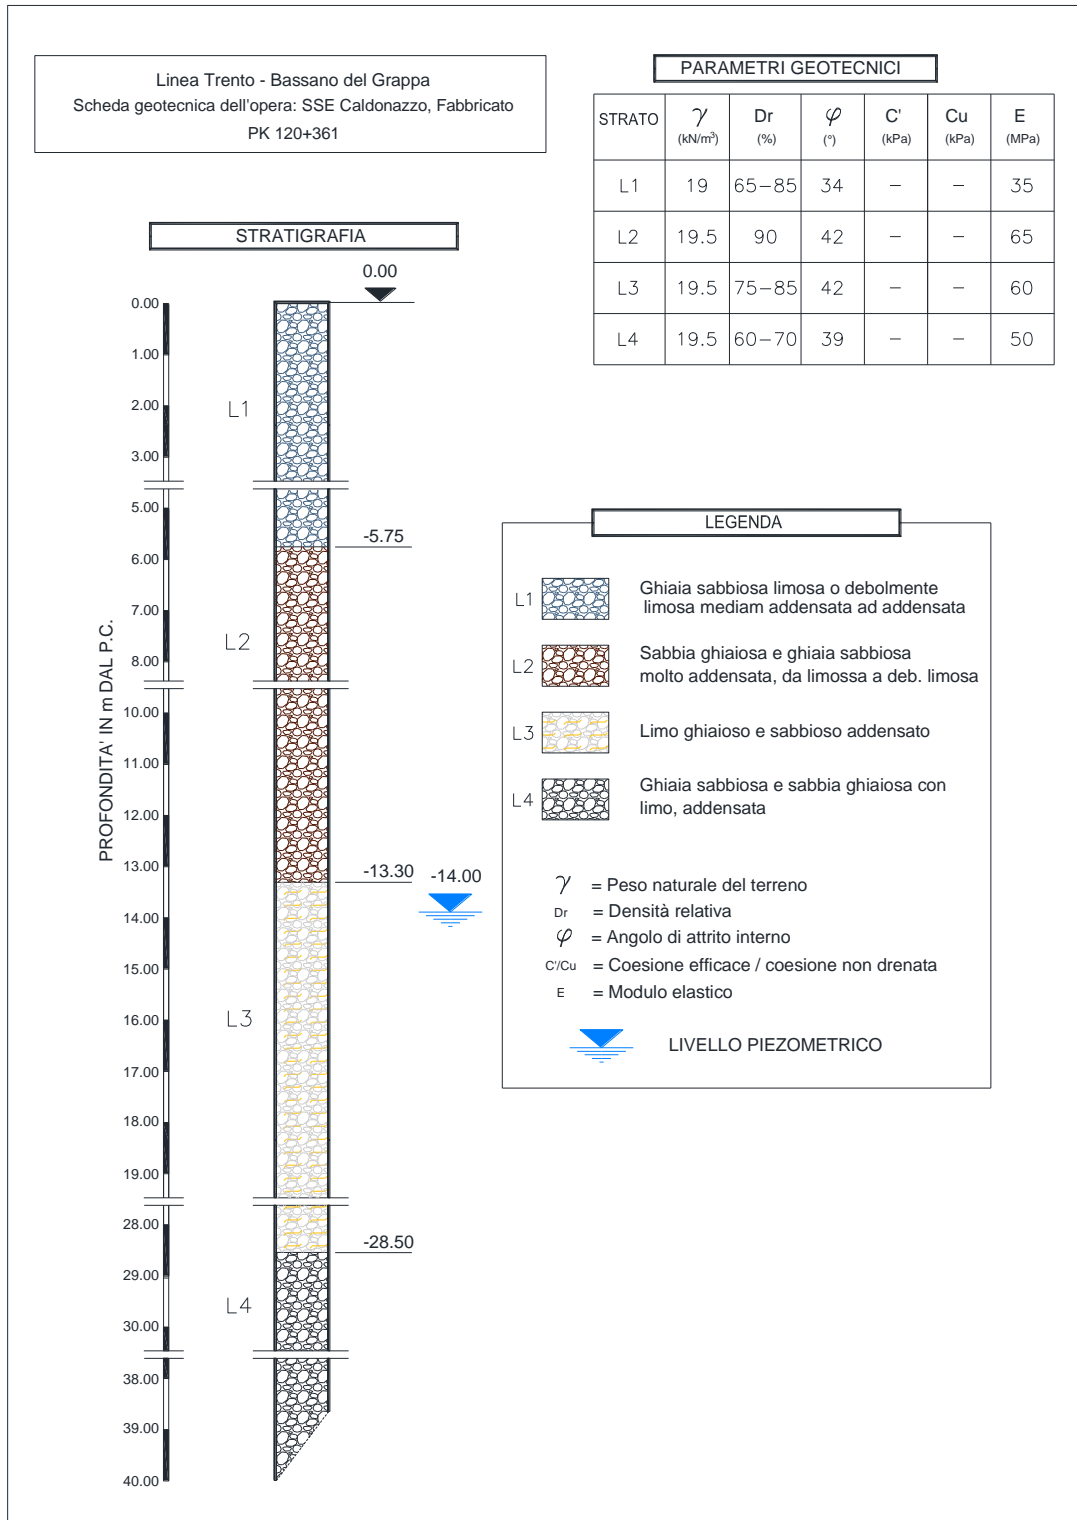 Linea Trento - Bassano del Grappa
Scheda geotecnica dell'opera: SSE Caldonazzo, Fabbricato
PK 120+361
PARAMETRI GEOTECNICI
STRATO γ Dr φ C' Cu E
(kN/m³) (%) (°) (kPa) (kPa) (MPa)
L1 19 65-85 34 - - 35
L2 19.5 90 42 - - 65
L3 19.5 75-85 42 - - 60
L4 19.5 60-70 39 - - 50
STRATIGRAFIA
0.00
PROFONDITA' IN m DAL P.C.
0.00
1.00
2.00
L1
3.00
5.00
-5.75
6.00
7.00
L2
8.00
10.00
11.00
12.00
13.00
-13.30 -14.00
14.00
15.00
16.00
L3
17.00
18.00
19.00
28.00
-28.50
29.00
L4
30.00
38.00
39.00
40.00
LEGENDA
L1 Ghiaia sabbiosa limosa o debolmente
limosa mediam addensata ad addensata
L2 Sabbia ghiaiosa e ghiaia sabbiosa
molto addensata, da limossa a deb. limosa
L3 Limo ghiaioso e sabbioso addensato
L4 Ghiaia sabbiosa e sabbia ghiaiosa con
limo, addensata
γ = Peso naturale del terreno
Dr = Densità relativa
φ = Angolo di attrito interno
C'/Cu = Coesione efficace / coesione non drenata
E = Modulo elastico
LIVELLO PIEZOMETRICO